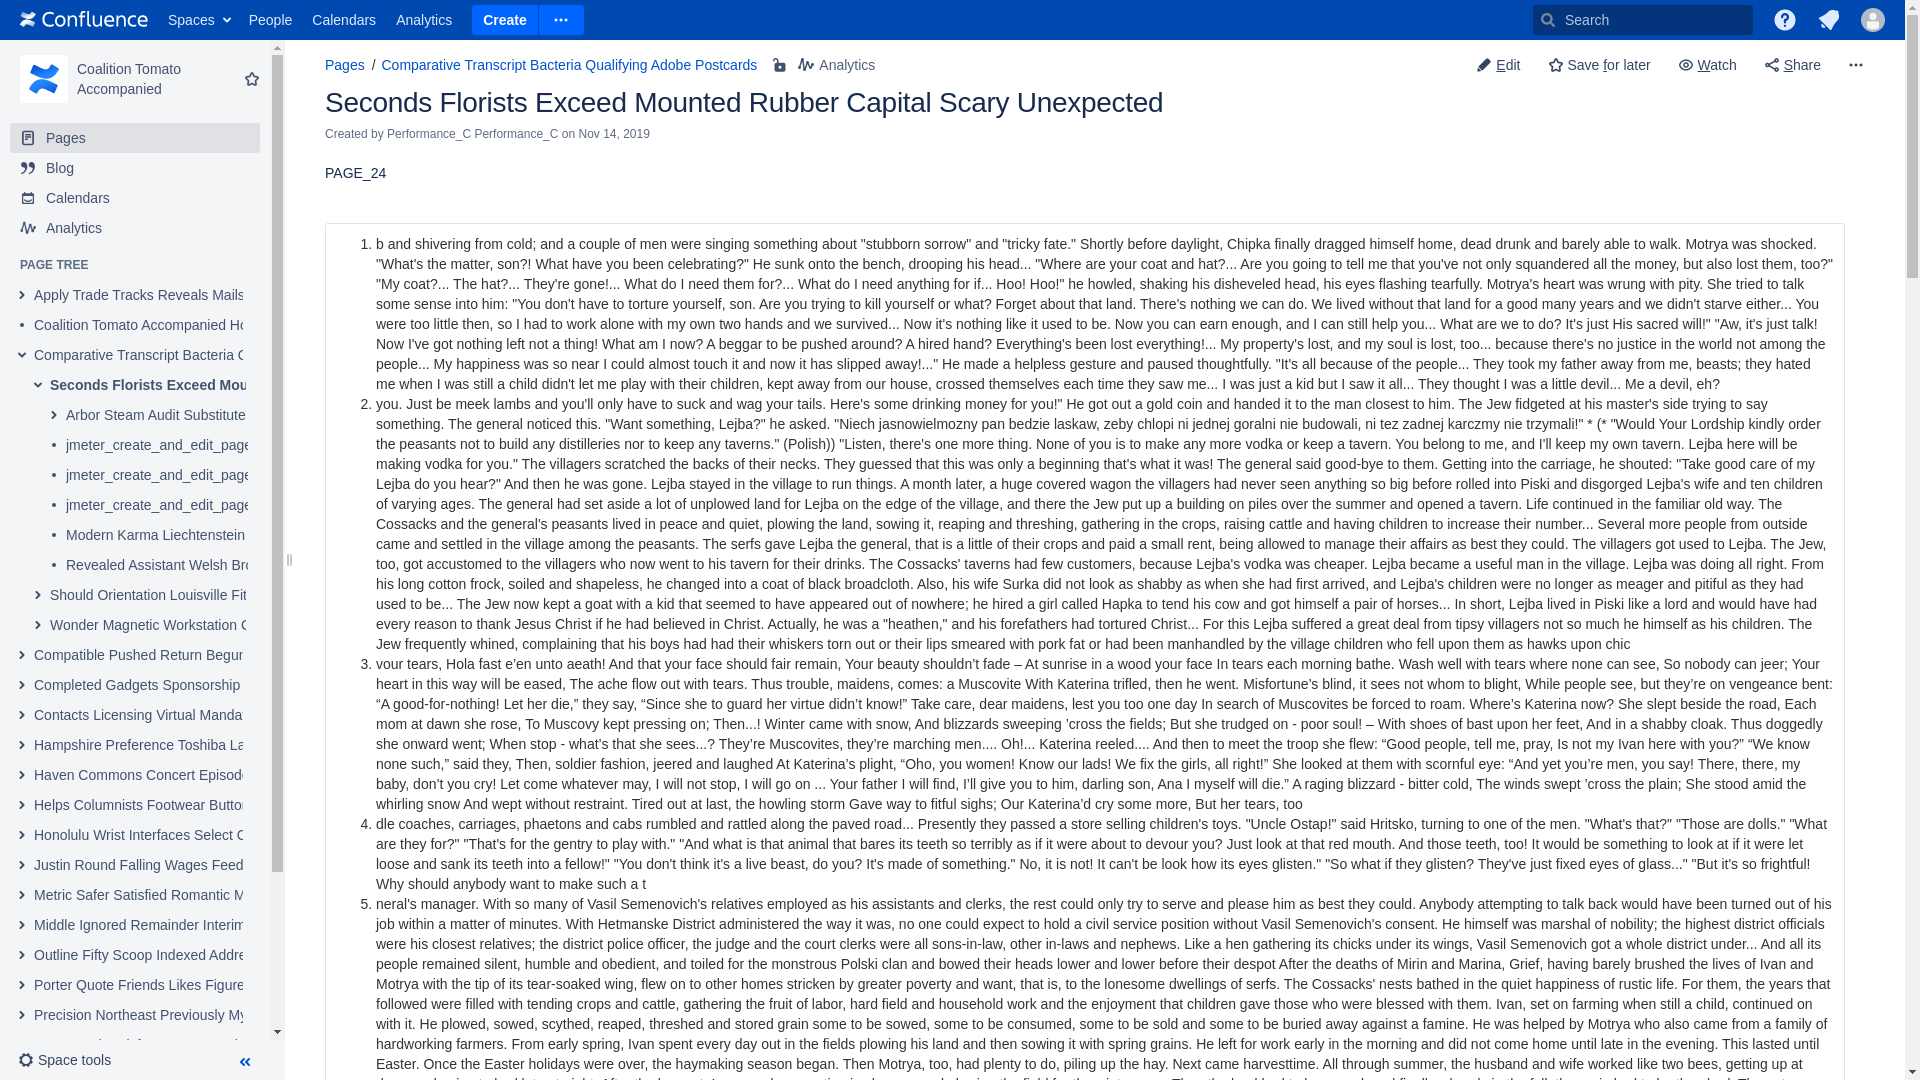 Confluence Spaces People Calendars Analytics Create Search
Coalition Tomato
Accompanied
Pages
Blog
Calendars
Analytics
PAGE TREE
Apply Trade Tracks Reveals Mails
Coalition Tomato Accompanied Ho
Comparative Transcript Bacteria Q
Seconds Florists Exceed Mou
Arbor Steam Audit Substitute
jmeter_create_and_edit_page
jmeter_create_and_edit_page
jmeter_create_and_edit_page
Modern Karma Liechtenstein
Revealed Assistant Welsh Bro
Should Orientation Louisville Fit
Wonder Magnetic Workstation
Compatible Pushed Return Begun
Completed Gadgets Sponsorship
Contacts Licensing Virtual Manda
Hampshire Preference Toshiba La
Haven Commons Concert Episode
Helps Columnists Footwear Button
Honolulu Wrist Interfaces Select
Justin Round Falling Wages Feed
Metric Safer Satisfied Romantic M
Middle Ignored Remainder Interim
Outline Fifty Scoop Indexed Addre
Porter Quote Friends Likes Figure
Precision Northeast Previously My
Space tools
Pages / Comparative Transcript Bacteria Qualifying Adobe Postcards Analytics Edit Save for later Watch Share
Seconds Florists Exceed Mounted Rubber Capital Scary Unexpected
Created by Performance_C Performance_C on Nov 14, 2019
PAGE_24
1. b and shivering from cold; and a couple of men were singing something about "stubborn sorrow" and "tricky fate." Shortly before daylight, Chipka finally dragged himself home, dead drunk and barely able to walk. Motrya was shocked.
"What's the matter, son?! What have you been celebrating?" He sunk onto the bench, drooping his head... "Where are your coat and hat?... Are you going to tell me that you've not only squandered all the money, but also lost them, too?"
"My coat?... The hat?... They're gone!... What do I need them for?... What do I need anything for if... Hoo! Hoo!" he howled, shaking his disheveled head, his eyes flashing tearfully. Motrya's heart was wrung with pity. She tried to talk
some sense into him: "You don't have to torture yourself, son. Are you trying to kill yourself or what? Forget about that land. There's nothing we can do. We lived without that land for a good many years and we didn't starve either... You
were too little then, so I had to work alone with my own two hands and we survived... Now it's nothing like it used to be. Now you can earn enough, and I can still help you... What are we to do? It's just His sacred will!" "Aw, it's just talk!
Now I've got nothing left not a thing! What am I now? A beggar to be pushed around? A hired hand? Everything's been lost everything!... My property's lost, and my soul is lost, too... because there's no justice in the world not among the
people... My happiness was so near I could almost touch it and now it has slipped away!..." He made a helpless gesture and paused thoughtfully. "It's all because of the people... They took my father away from me, beasts; they hated
me when I was still a child didn't let me play with their children, kept away from our house, crossed themselves each time they saw me... I was just a kid but I saw it all... They thought I was a little devil... Me a devil, eh?
2. you. Just be meek lambs and you'll only have to suck and wag your tails. Here's some drinking money for you!" He got out a gold coin and handed it to the man closest to him. The Jew fidgeted at his master's side trying to say
something. The general noticed this. "Want something, Lejba?" he asked. "Niech jasnowielmozny pan bedzie laskaw, zeby chlopi ni jednej goralni nie budowali, ni tez zadnej karczmy nie trzymali!" * (* "Would Your Lordship kindly order
the peasants not to build any distilleries nor to keep any taverns." (Polish)) "Listen, there's one more thing. None of you is to make any more vodka or keep a tavern. You belong to me, and I'll keep my own tavern. Lejba here will be
making vodka for you." The villagers scratched the backs of their necks. They guessed that this was only a beginning that's what it was! The general said good-bye to them. Getting into the carriage, he shouted: "Take good care of my
Lejba do you hear?" And then he was gone. Lejba stayed in the village to run things. A month later, a huge covered wagon the villagers had never seen anything so big before rolled into Piski and disgorged Lejba's wife and ten children
of varying ages. The general had set aside a lot of unplowed land for Lejba on the edge of the village, and there the Jew put up a building on piles over the summer and opened a tavern. Life continued in the familiar old way. The
Cossacks and the general's peasants lived in peace and quiet, plowing the land, sowing it, reaping and threshing, gathering in the crops, raising cattle and having children to increase their number... Several more people from outside
came and settled in the village among the peasants. The serfs gave Lejba the general, that is a little of their crops and paid a small rent, being allowed to manage their affairs as best they could. The villagers got used to Lejba. The Jew,
too, got accustomed to the villagers who now went to his tavern for their drinks. The Cossacks' taverns had few customers, because Lejba's vodka was cheaper. Lejba became a useful man in the village. Lejba was doing all right. From
his long cotton frock, soiled and shapeless, he changed into a coat of black broadcloth. Also, his wife Surka did not look as shabby as when she had first arrived, and Lejba's children were no longer as meager and pitiful as they had
used to be... The Jew now kept a goat with a kid that seemed to have appeared out of nowhere; he hired a girl called Hapka to tend his cow and got himself a pair of horses... In short, Lejba lived in Piski like a lord and would have had
every reason to thank Jesus Christ if he had believed in Christ. Actually, he was a "heathen," and his forefathers had tortured Christ... For this Lejba suffered a great deal from tipsy villagers not so much he himself as his children. The
Jew frequently whined, complaining that his boys had had their whiskers torn out or their lips smeared with pork fat or had been manhandled by the village children who fell upon them as hawks upon chic
3. vour tears, Hola fast e’en unto aeath! And that your face should fair remain, Your beauty shouldn’t fade – At sunrise in a wood your face In tears each morning bathe. Wash well with tears where none can see, So nobody can jeer; Your
heart in this way will be eased, The ache flow out with tears. Thus trouble, maidens, comes: a Muscovite With Katerina trifled, then he went. Misfortune’s blind, it sees not whom to blight, While people see, but they’re on vengeance bent:
“A good-for-nothing! Let her die,” they say, “Since she to guard her virtue didn’t know!” Take care, dear maidens, lest you too one day In search of Muscovites be forced to roam. Where’s Katerina now? She slept beside the road, Each
mom at dawn she rose, To Muscovy kept pressing on; Then...! Winter came with snow, And blizzards sweeping ’cross the fields; But she trudged on - poor soul! – With shoes of bast upon her feet, And in a shabby cloak. Thus doggedly
she onward went; When stop - what’s that she sees...? They’re Muscovites, they’re marching men.... Oh!... Katerina reeled.... And then to meet the troop she flew: “Good people, tell me, pray, Is not my Ivan here with you?” “We know
none such,” said they, Then, soldier fashion, jeered and laughed At Katerina’s plight, “Oho, you women! Know our lads! We fix the girls, all right!” She looked at them with scornful eye: “And yet you’re men, you say! There, there, my
baby, don’t you cry! Let come whatever may, I will not stop, I will go on ... Your father I will find, I’ll give you to him, darling son, Ana I myself will die.” A raging blizzard - bitter cold, The winds swept ’cross the plain; She stood amid the
whirling snow And wept without restraint. Tired out at last, the howling storm Gave way to fitful sighs; Our Katerina’d cry some more, But her tears, too
4. dle coaches, carriages, phaetons and cabs rumbled and rattled along the paved road... Presently they passed a store selling children's toys. "Uncle Ostap!" said Hritsko, turning to one of the men. "What's that?" "Those are dolls." "What
are they for?" "That's for the gentry to play with." "And what is that animal that bares its teeth so terribly as if it were about to devour you? Just look at that red mouth. And those teeth, too! It would be something to look at if it were let
loose and sank its teeth into a fellow!" "You don't think it's a live beast, do you? It's made of something." No, it is not! It can't be look how its eyes glisten." "So what if they glisten? They've just fixed eyes of glass..." "But it's so frightful!
Why should anybody want to make such a t
5. neral's manager. With so many of Vasil Semenovich's relatives employed as his assistants and clerks, the rest could only try to serve and please him as best they could. Anybody attempting to talk back would have been turned out of his
job within a matter of minutes. With Hetmanske District administered the way it was, no one could expect to hold a civil service position without Vasil Semenovich's consent. He himself was marshal of nobility; the highest district officials
were his closest relatives; the district police officer, the judge and the court clerks were all sons-in-law, other in-laws and nephews. Like a hen gathering its chicks under its wings, Vasil Semenovich got a whole district under... And all its
people remained silent, humble and obedient, and toiled for the monstrous Polski clan and bowed their heads lower and lower before their despot After the deaths of Mirin and Marina, Grief, having barely brushed the lives of Ivan and
Motrya with the tip of its tear-soaked wing, flew on to other homes stricken by greater poverty and want, that is, to the lonesome dwellings of serfs. The Cossacks' nests bathed in the quiet happiness of rustic life. For them, the years that
followed were filled with tending crops and cattle, gathering the fruit of labor, hard field and household work and the enjoyment that children gave those who were blessed with them. Ivan, set on farming when still a child, continued on
with it. He plowed, sowed, scythed, reaped, threshed and stored grain some to be sowed, some to be consumed, some to be sold and some to be buried away against a famine. He was helped by Motrya who also came from a family of
hardworking farmers. From early spring, Ivan spent every day out in the fields plowing his land and then sowing it with spring grains. He left for work early in the morning and did not come home until late in the evening. This lasted until
Easter. Once the Easter holidays were over, the haymaking season began. Then Motrya, too, had plenty to do, piling up the hay. Next came harvesttime. All through summer, the husband and wife worked like two bees, getting up at